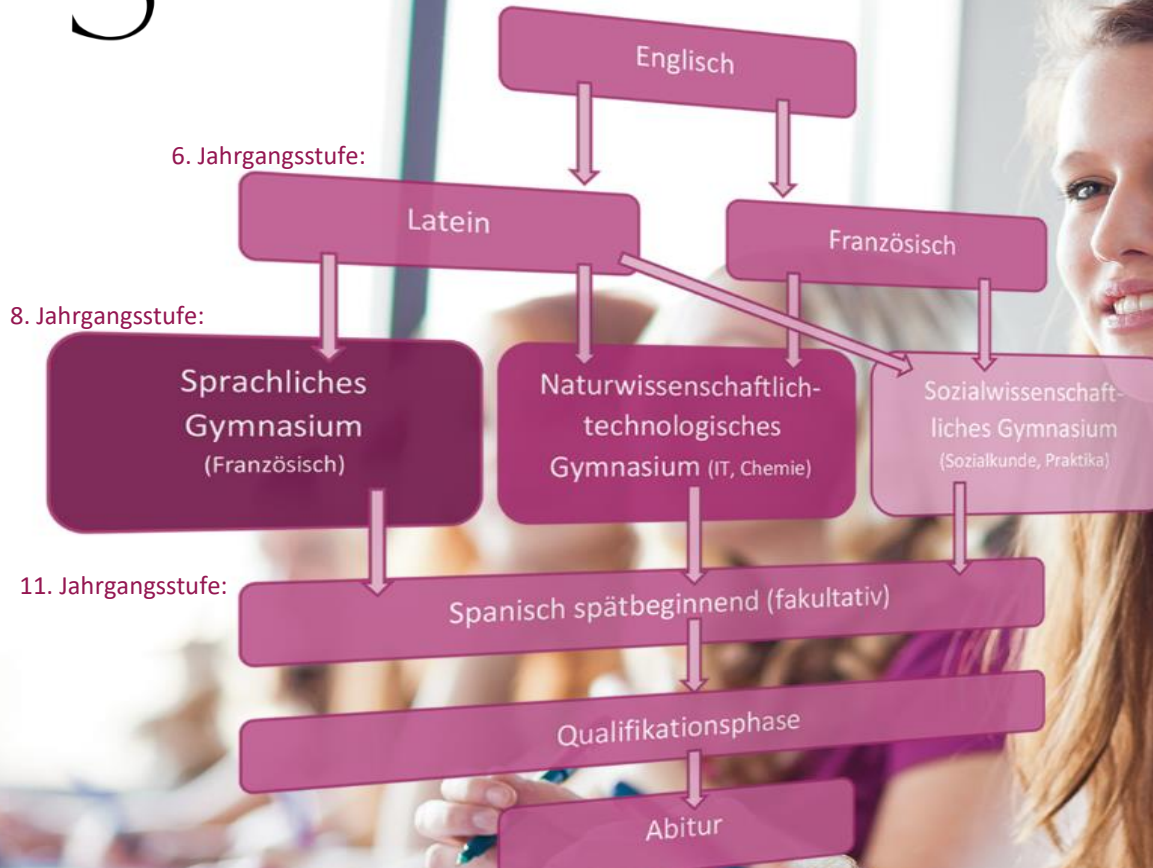 Englisch
6. Jahrgangsstufe:
Latein
Französisch
8. Jahrgangsstufe:
Sprachliches
Gymnasium
(Französisch)
Naturwissenschaftlich-
technologisches
Gymnasium (IT, Chemie)
Sozialwissenschaft-
liches Gymnasium
(Sozialkunde, Praktika)
11. Jahrgangsstufe:
Spanisch spätbeginnend (fakultativ)
Qualifikationsphase
Abitur